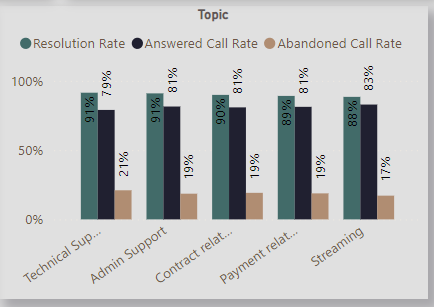 Topic
Resolution Rate Answered Call Rate Abandoned Call Rate
100%
50%
0%
91% 79% 21%
91% 81% 19%
90% 81% 19%
89% 81% 19%
88% 83% 17%
Technical Sup...
Admin Support
Contract relat...
Payment relat...
Streaming